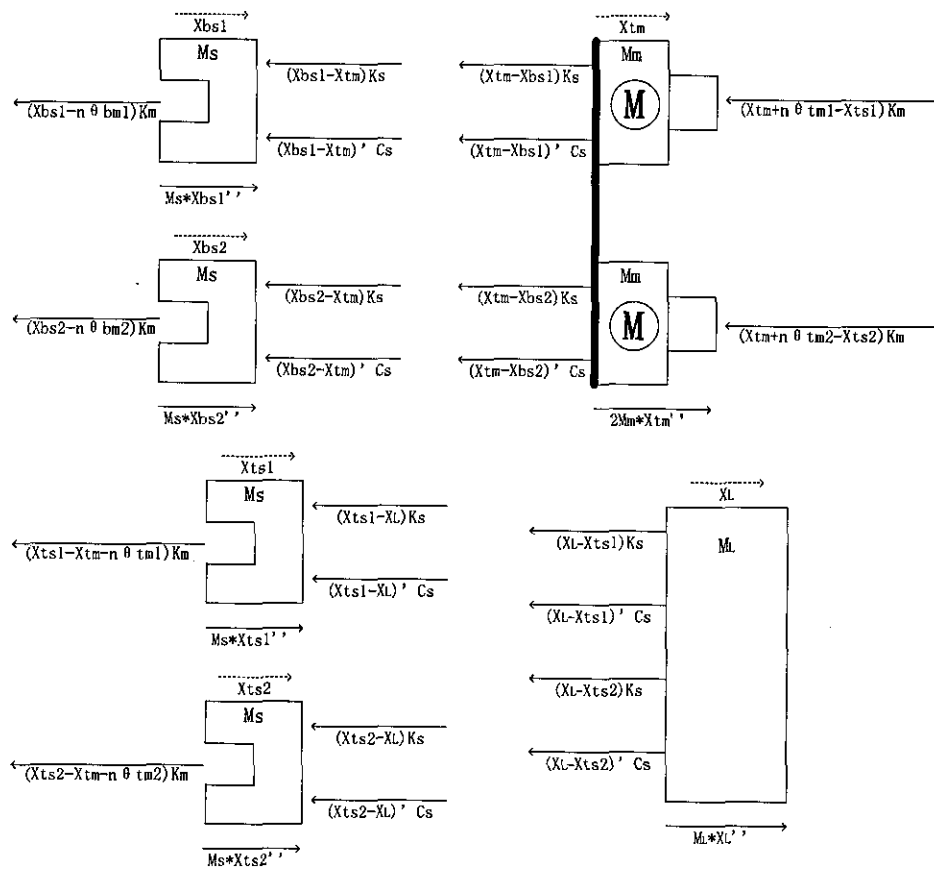 Xbs1
Ms
(Xbs1-Xtm)Ks
(Xbs1-nθbm1)Km
(Xbs1-Xtm)' Cs
Ms*Xbs1''
Xtm
Mm
(Xtm-Xbs1)Ks
M
(Xtm+nθtm1-Xts1)Km
(Xtm-Xbs1)' Cs
Xbs2
Ms
(Xbs2-Xtm)Ks
(Xbs2-nθbm2)Km
(Xbs2-Xtm)' Cs
Ms*Xbs2''
Mm
(Xtm-Xbs2)Ks
M
(Xtm+nθtm2-Xts2)Km
(Xtm-Xbs2)' Cs
2Mm*Xtm''
Xts1
Ms
(Xts1-XL)Ks
(Xts1-Xtm-nθtm1)Km
(Xts1-XL)' Cs
Ms*Xts1''
Xts2
Ms
(Xts2-XL)Ks
(Xts2-Xtm-nθtm2)Km
(Xts2-XL)' Cs
Ms*Xts2''
XL
ML
(XL-Xts1)Ks
(XL-Xts1)' Cs
(XL-Xts2)Ks
(XL-Xts2)' Cs
ML*XL''